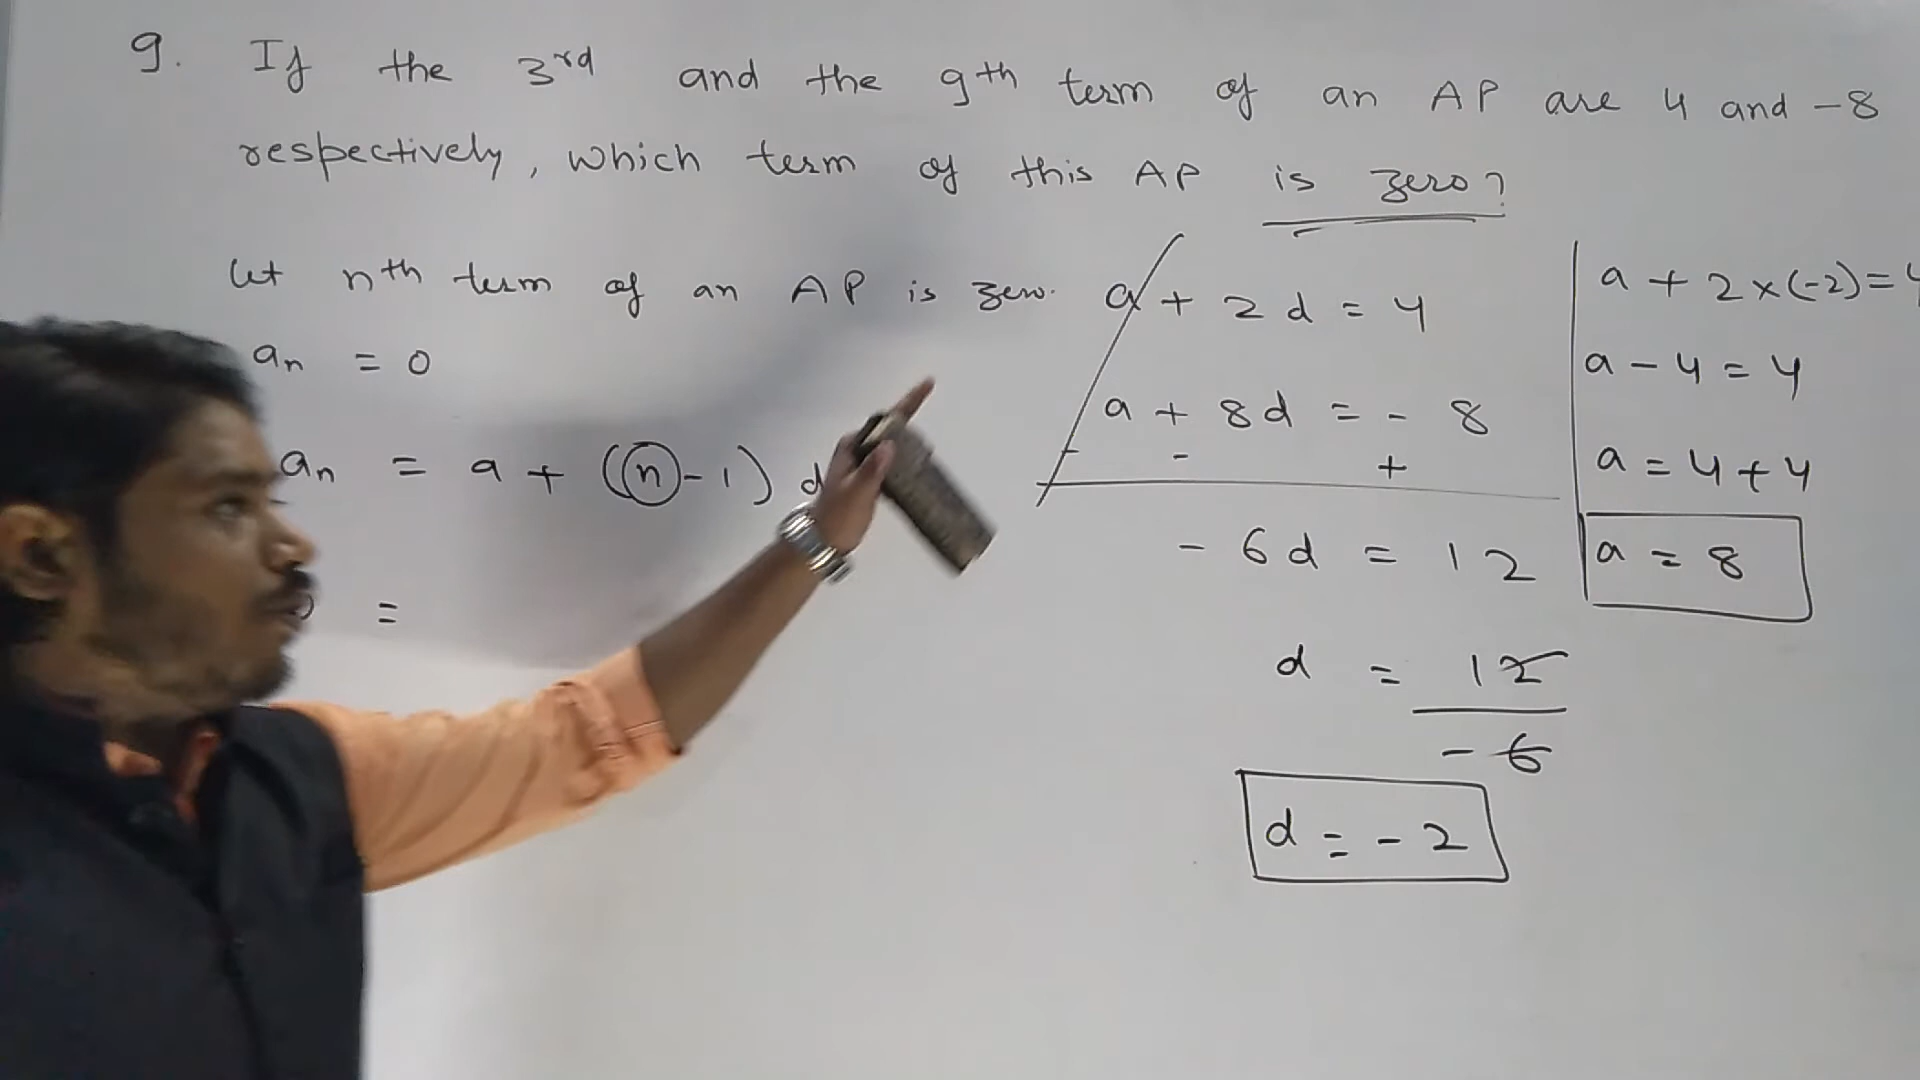 9. If the 3rd and the 9th term of an AP are 4 and -8
respectively, which term of this AP is zero?
let nth term of an AP is zero.
an = 0
an = a + (n-1) d
=
a + 2d = 4
a + 8d = - 8
- - +
- 6d = 12
d = 12
- 6
d = - 2
a + 2×(-2) = 4
a - 4 = 4
a = 4 + 4
a = 8